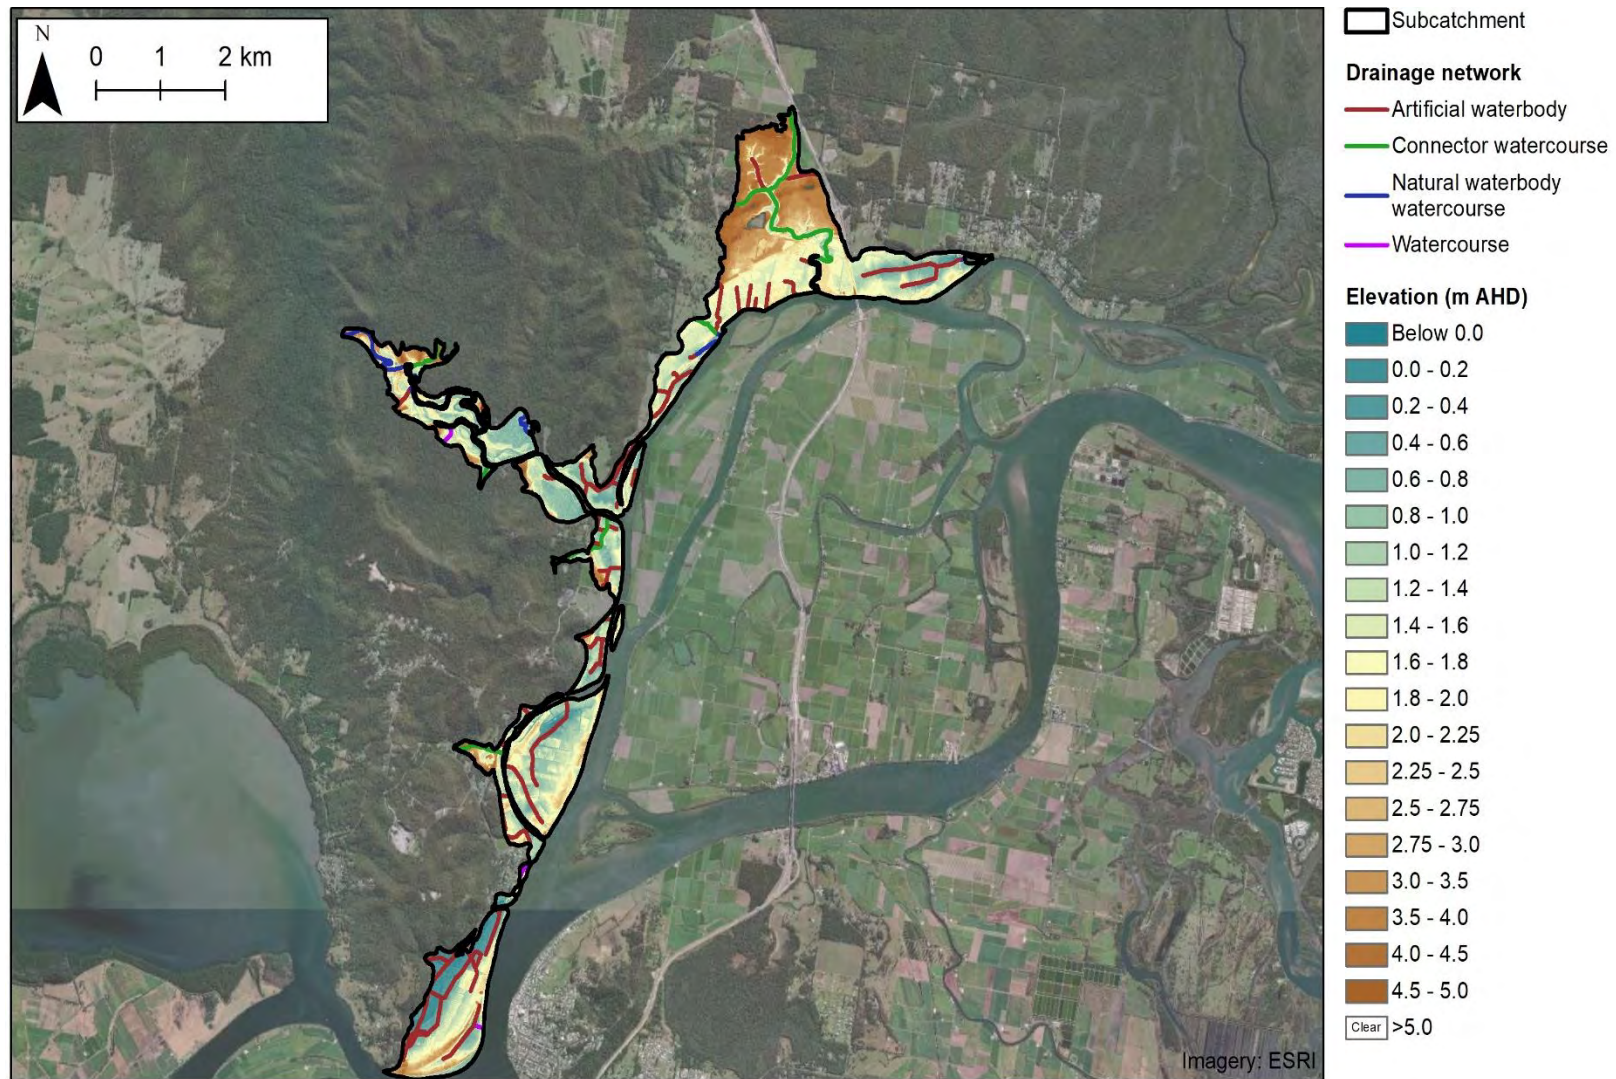 N
0 1 2 km
Subcatchment
Drainage network
Artificial waterbody
Connector watercourse
Natural waterbody
watercourse
Watercourse
Elevation (m AHD)
Below 0.0
0.0 - 0.2
0.2 - 0.4
0.4 - 0.6
0.6 - 0.8
0.8 - 1.0
1.0 - 1.2
1.2 - 1.4
1.4 - 1.6
1.6 - 1.8
1.8 - 2.0
2.0 - 2.25
2.25 - 2.5
2.5 - 2.75
2.75 - 3.0
3.0 - 3.5
3.5 - 4.0
4.0 - 4.5
4.5 - 5.0
Clear >5.0
Imagery: ESRI